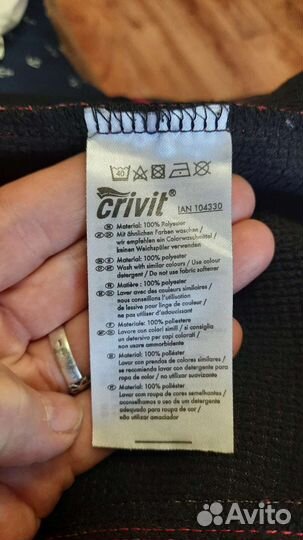 40
crivit®
IAN 104330
Material: 100% Polyester
Mit ähnlichen Farben waschen /
wir empfehlen ein Colorwaschmittel /
keinen Weichspüler verwenden
Material: 100% Polyester
Wash with similar colours / Use colour
detergent / Do not use fabric softener
Matière : 100% polyester
Laver avec des couleurs similaires /
nous conseillons l'utilisation
de lessive pour linge de couleur /
ne pas utiliser d'adoucissant
Materiale: 100% poliestere
Lavare con colori simili / si consiglia
un detersivo per capi colorati /
non usare ammorbidente
Material: 100% poliéster
Lavar con prendas de colores similares /
se recomienda lavar con detergente para
ropa de color / no utilizar suavizante
Material: 100% poliéster
Lavar com roupa de cores semelhantes /
aconselhamos o uso de um detergente
adequado para roupa de cor /
não utilizar amaciador
Avito